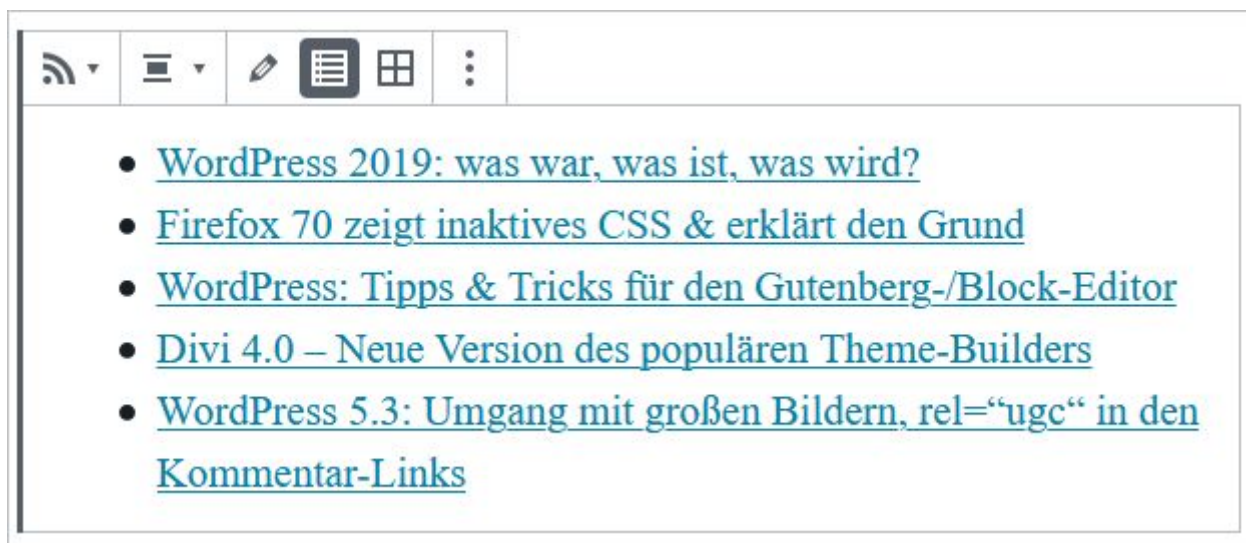 WordPress 2019: was war, was ist, was wird?
Firefox 70 zeigt inaktives CSS & erklärt den Grund
WordPress: Tipps & Tricks für den Gutenberg-/Block-Editor
Divi 4.0 – Neue Version des populären Theme-Builders
WordPress 5.3: Umgang mit großen Bildern, rel=“ugc“ in den
Kommentar-Links